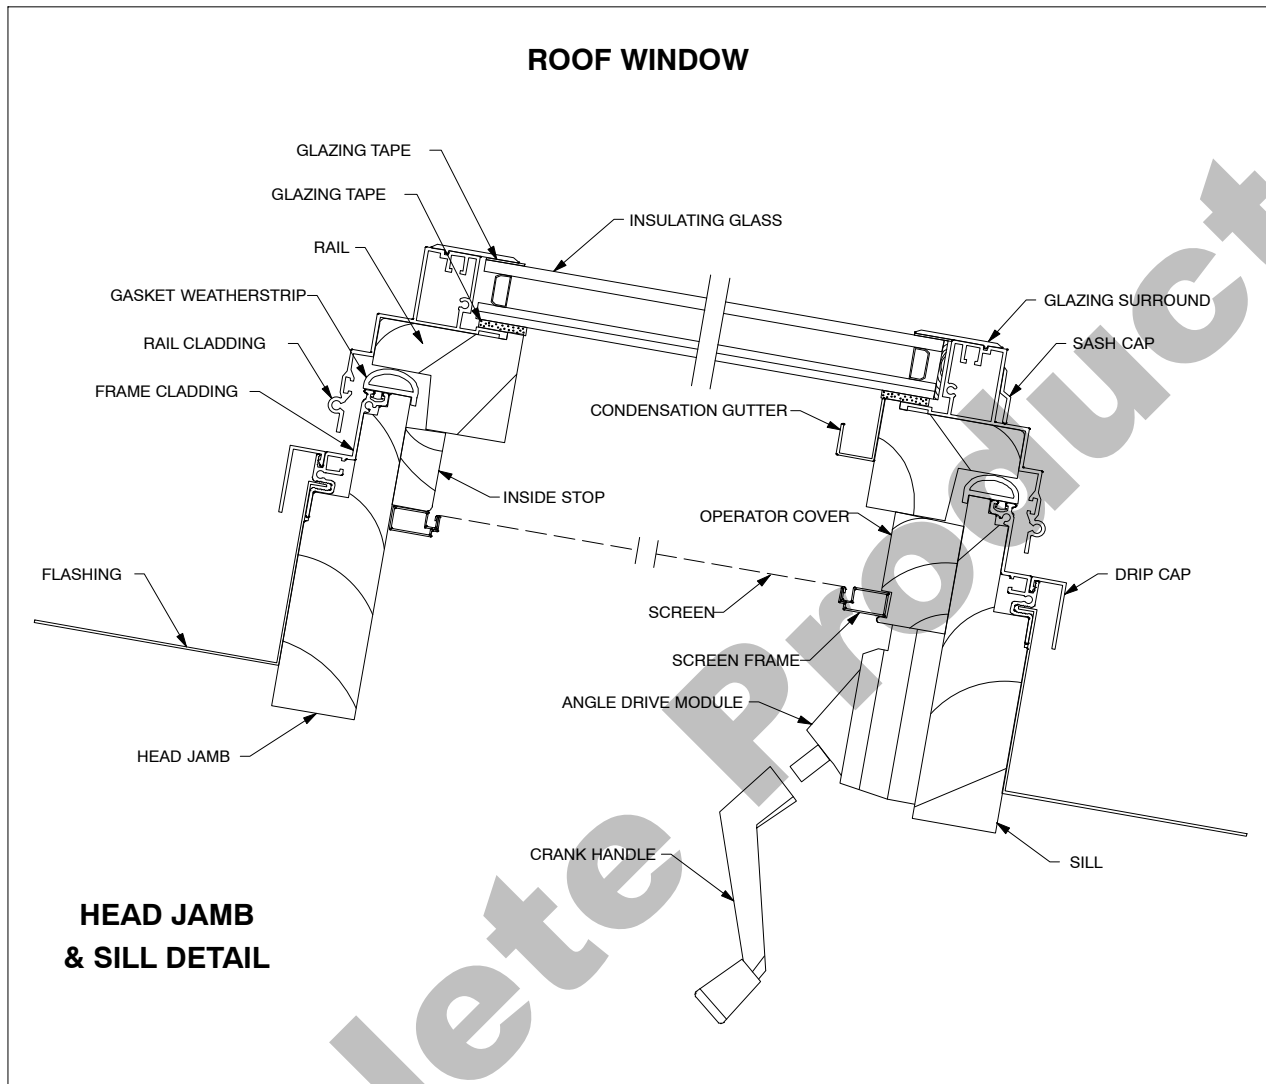 ROOF WINDOW
GLAZING TAPE
GLAZING TAPE
INSULATING GLASS
RAIL
GASKET WEATHERSTRIP
GLAZING SURROUND
RAIL CLADDING
SASH CAP
FRAME CLADDING
CONDENSATION GUTTER
INSIDE STOP
OPERATOR COVER
FLASHING
DRIP CAP
SCREEN
SCREEN FRAME
ANGLE DRIVE MODULE
HEAD JAMB
CRANK HANDLE
SILL
HEAD JAMB
& SILL DETAIL
lete Product